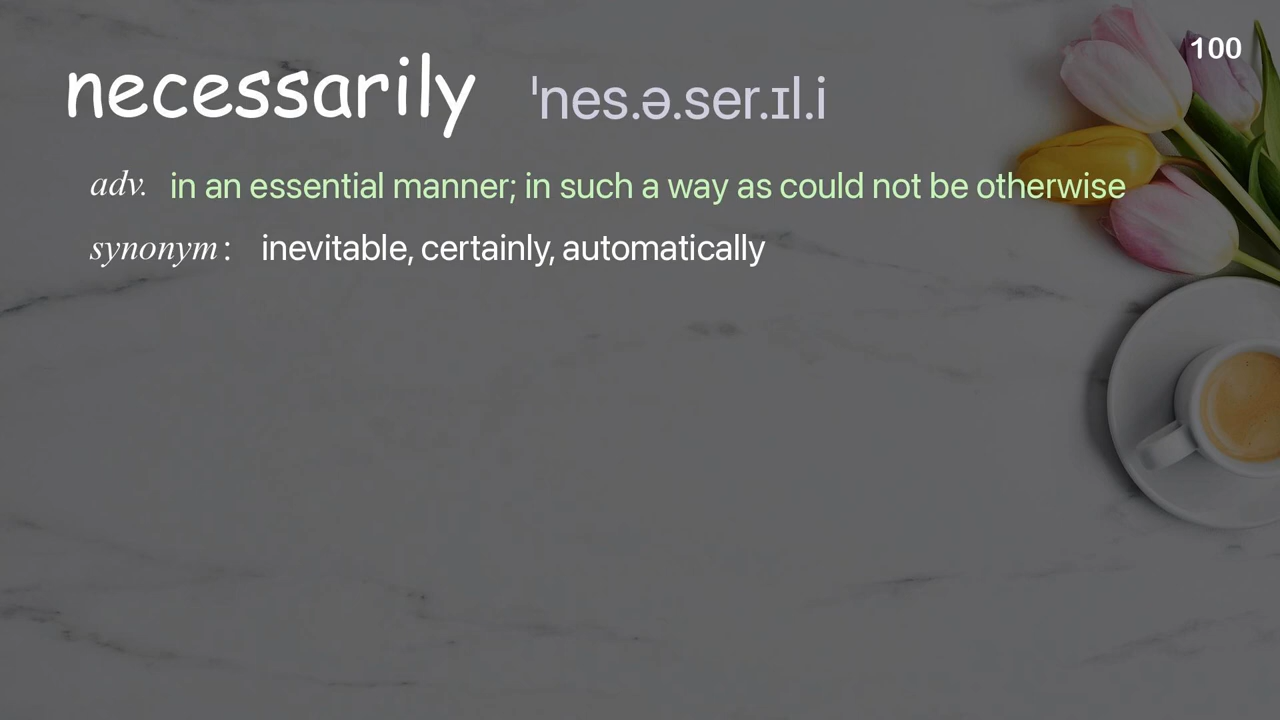 100
necessarily ˈnes.ə.ser.ɪl.i
adv. in an essential manner; in such a way as could not be otherwise
synonym: inevitable, certainly, automatically